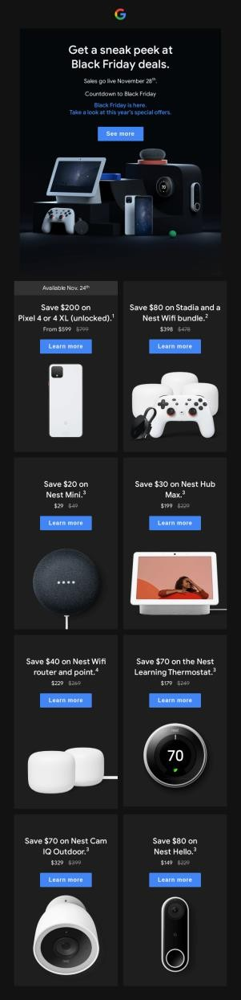 Get a sneak peek at
Black Friday deals.
Sales go live November 28th.
Countdown to Black Friday
Black Friday is here.
Take a look at this year's special offers.
See more
70
Available Nov. 24th
Save $200 on
Pixel 4 or 4 XL (unlocked).1
From $599 $799
Learn more
Save $80 on Stadia and a
Nest Wifi bundle.2
$398 $478
Learn more
Save $20 on
Nest Mini.3
$29 $49
Learn more
Save $30 on Nest Hub
Max.3
$199 $229
Learn more
Save $40 on Nest Wifi
router and point.4
$229 $269
Learn more
Save $70 on the Nest
Learning Thermostat.3
$179 $249
Learn more
nest
70
Save $70 on Nest Cam
IQ Outdoor.3
$329 $399
Learn more
Save $80 on
Nest Hello.3
$149 $229
Learn more